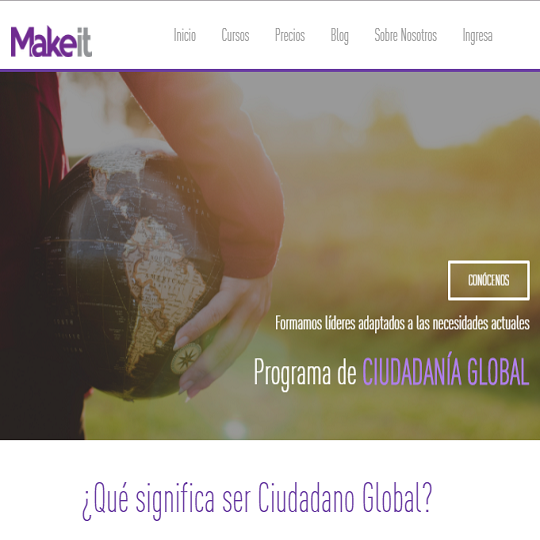 Makeit
Inicio Cursos Precios Blog Sobre Nosotros Ingresa
CONÓCENOS
Formamos líderes adaptados a las necesidades actuales
Programa de CIUDADANÍA GLOBAL
¿Qué significa ser Ciudadano Global?